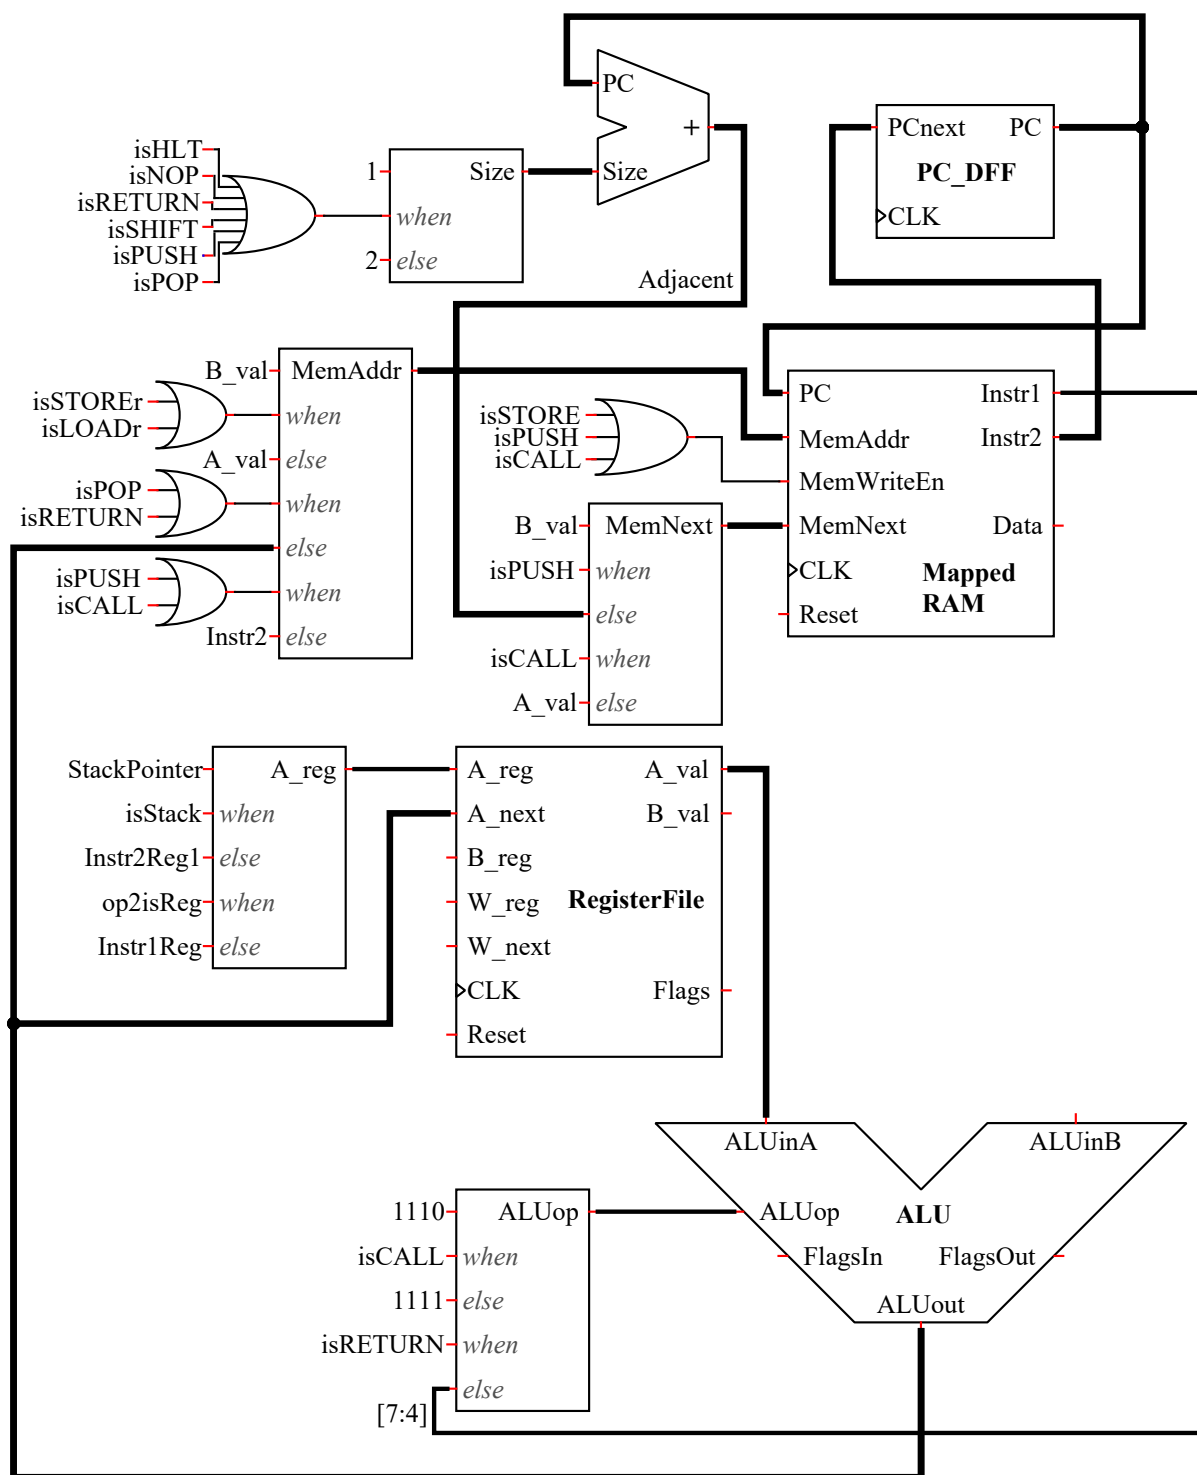 PC
+
Size
PCnext PC
PC_DFF
CLK
isHLT
isNOP
isRETURN
isSHIFT
isPUSH
isPOP
1 Size
when
2 else
Adjacent
B_val MemAddr
isSTOREr
isLOADr
when
A_val else
isPOP
isRETURN
when
else
isPUSH
isCALL
when
Instr2 else
isSTORE
isPUSH
isCALL
PC Instr1
MemAddr Instr2
MemWriteEn
MemNext Data
CLK
Mapped
RAM
Reset
B_val MemNext
isPUSH when
else
isCALL when
A_val else
StackPointer A_reg
isStack when
Instr2Reg1 else
op2isReg when
Instr1Reg else
A_reg A_val
A_next B_val
B_reg
W_reg RegisterFile
W_next
CLK Flags
Reset
ALUinA ALUinB
ALUop ALU
FlagsIn FlagsOut
ALUout
1110 ALUop
isCALL when
1111 else
isRETURN when
else
[7:4]